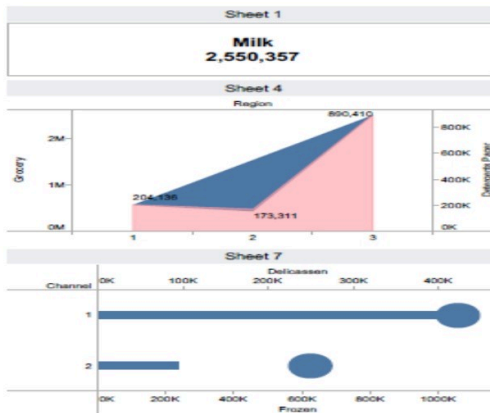 Sheet 1
Milk
2,550,357
Sheet 4
Region
Grocery
2M
1M
0M
204,136
173,311
890,410
800K
600K
400K
200K
0K
Detergents Paper
1 2 3
Sheet 7
Delicassen
Channel 0K 100K 200K 300K 400K
1
2
0K 200K 400K 600K 800K 1000K
Frozen